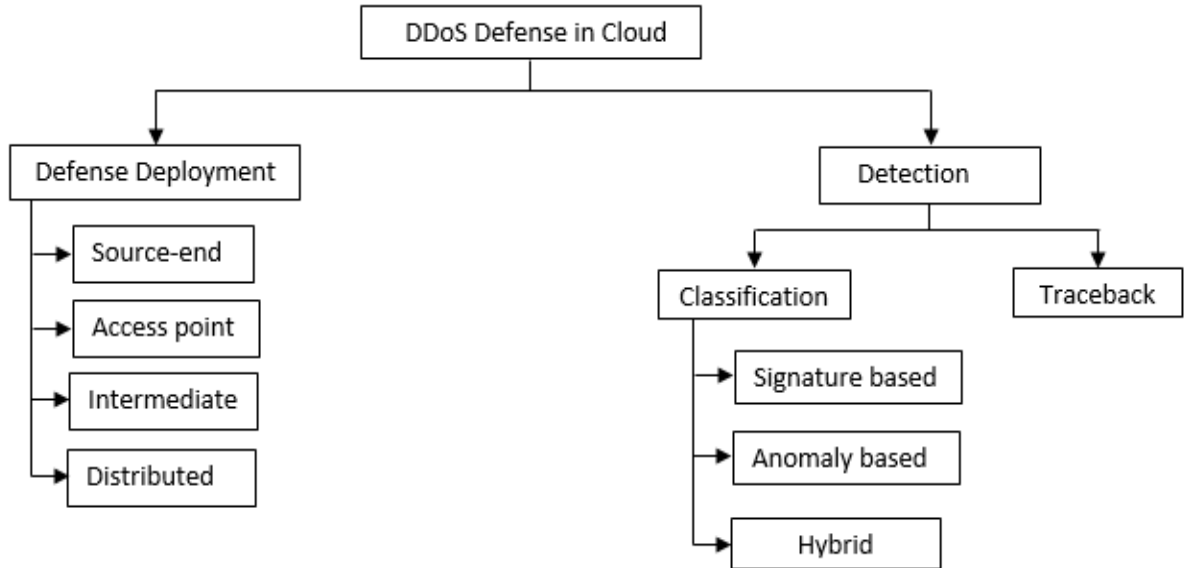 DDoS Defense in Cloud
Defense Deployment
Source-end
Access point
Intermediate
Distributed
Detection
Classification
Signature based
Anomaly based
Hybrid
Traceback